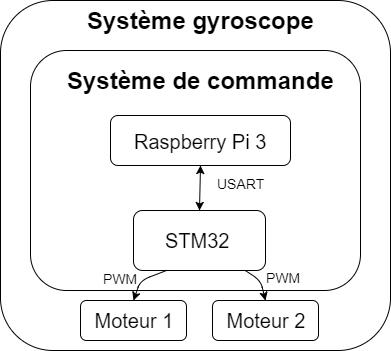 Système gyroscope
Système de commande
Raspberry Pi 3
USART
STM32
PWM
PWM
Moteur 1
Moteur 2